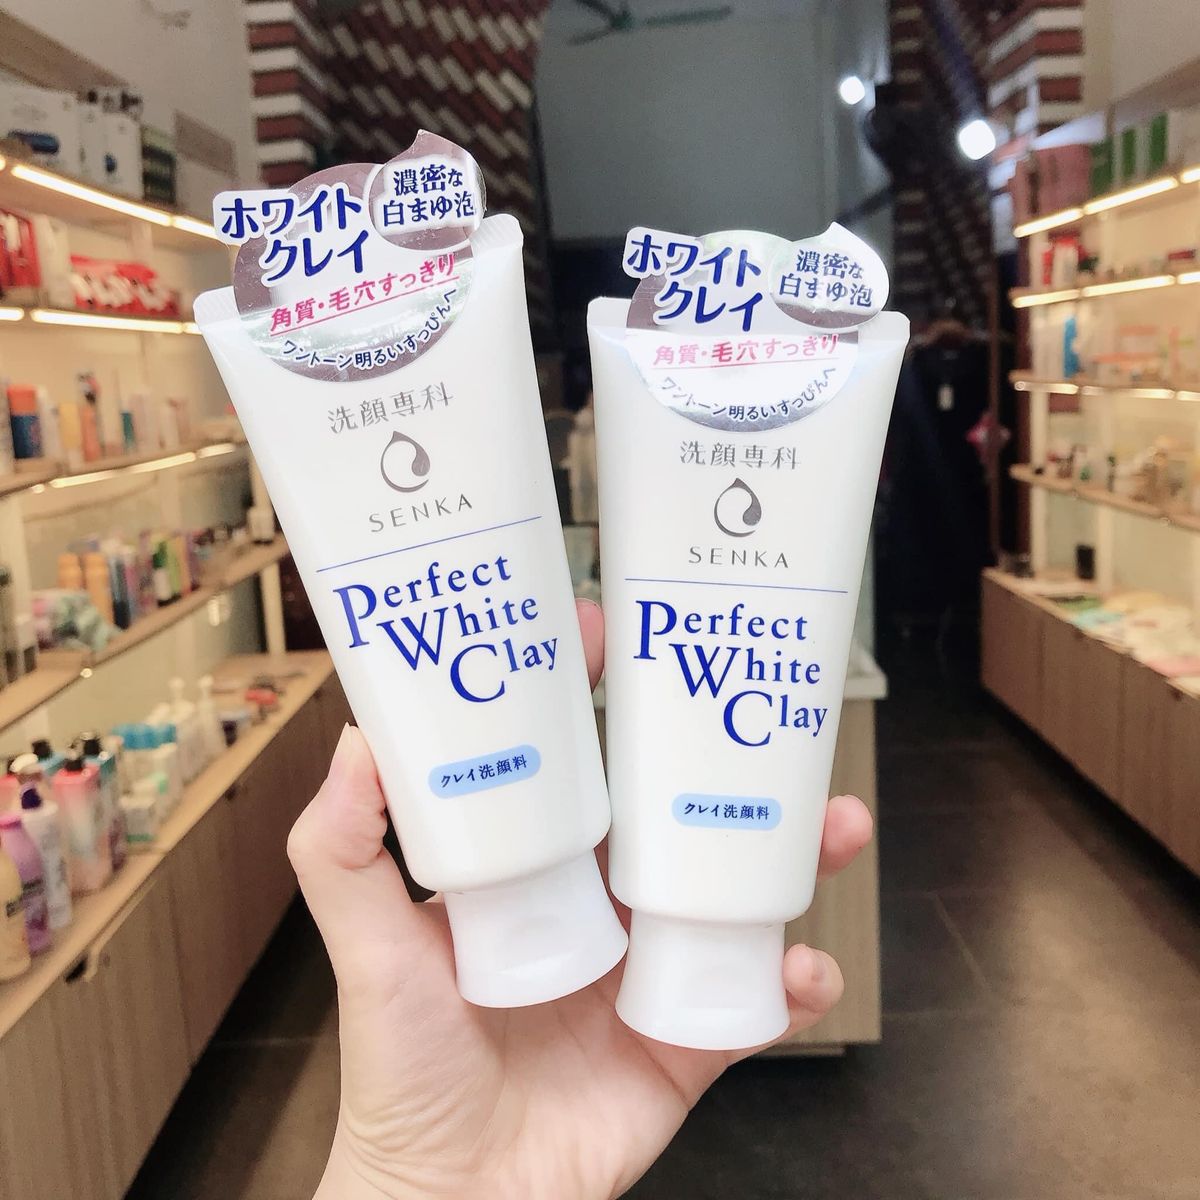 ホワイト
クレイ
濃密な
白まゆ泡
角質・毛穴すっきり
ワントーン明るいすっぴんへ
洗顔専科
SENKA
Perfect
White
Clay
クレイ洗顔料
ホワイト
クレイ
濃密な
白まゆ泡
角質・毛穴すっきり
ワントーン明るいすっぴんへ
洗顔専科
SENKA
Perfect
White
Clay
クレイ洗顔料